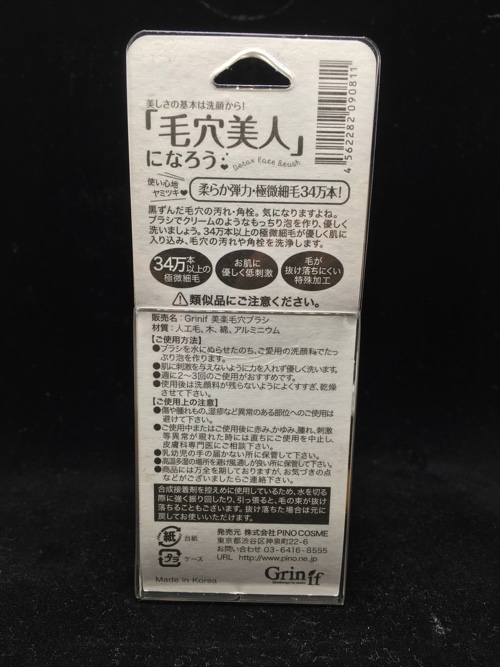 美しさの基本は洗顔から!
「毛穴美人」
になろう
Detox Face Brush
4 562282 090811
使い心地
ヤミツキ♥
柔らか弾力・極微細毛34万本!
黒ずんだ毛穴の汚れ・角栓。気になりますよね。
ブラシでクリームのようなもっちり泡を作り、優しく
洗いましょう。34万本以上の極微細毛が優しく肌に
入り込み、毛穴の汚れや角栓を洗浄します。
34万本
以上の
極微細毛
お肌に
優しく低刺激
毛が
抜け落ちにくい
特殊加工
⚠類似品にご注意ください。
販売名:Grinif 美楽毛穴ブラシ
材質:人工毛、木、綿、アルミニウム
【ご使用方法】
●ブラシを水にぬらせたのち、ご愛用の洗顔料でたっ
ぷり泡を作ります。
●肌に刺激を与えないように力を入れず優しく洗います。
●週に2〜3回のご使用がおすすめです。
●使用後は洗顔料が残らないようによくすすぎ、乾燥
させて下さい。
【ご使用上の注意】
●傷や腫れもの、湿疹など異常のある部位へのご使用は
避けて下さい。
●ご使用中またはご使用後に赤み、かゆみ、腫れ、刺激
等異常が現れた時には直ちにご使用を中止し、
皮膚科専門医にご相談下さい。
●乳幼児の手の届かない所に保管して下さい。
●高温多湿の場所を避け風通しが良い所に保管して下さい。
●商品には万全を期しておりますが、お気づきの点
などがございましたらご連絡下さい。
合成接着剤を控えめに使用しているため、水を切る
際に強く振り回したり、引っ張ると、毛の束が抜け
落ちることもございます。抜け落ちた場合は元に
戻してお使いいただけます。
紙 台紙
プラ ケース
発売元 株式会社PINO COSME
東京都渋谷区神泉町22-6
お問い合わせ 03-6416-8555
URL http://www.pino.ne.jp
Made in Korea
Grinif